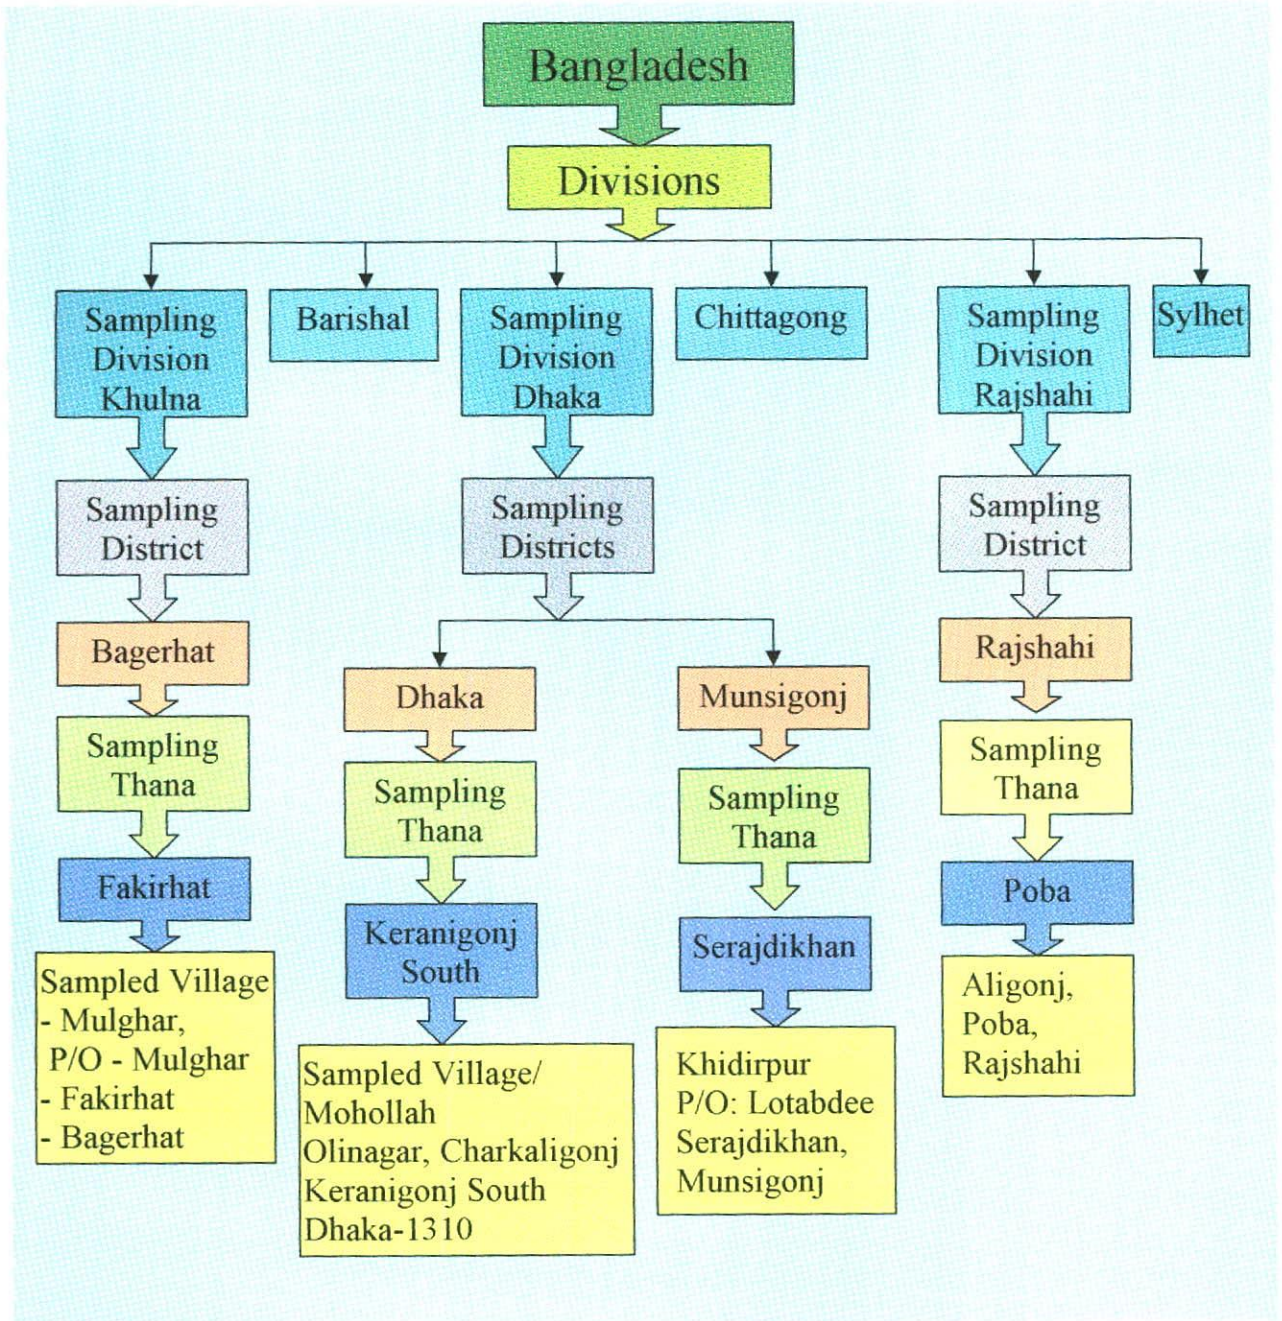 Bangladesh
Divisions
Sampling
Division
Khulna
Barishal
Sampling
Division
Dhaka
Chittagong
Sampling
Division
Rajshahi
Sylhet
Sampling
District
Sampling
Districts
Sampling
District
Bagerhat
Dhaka
Munsigonj
Rajshahi
Sampling
Thana
Sampling
Thana
Sampling
Thana
Sampling
Thana
Fakirhat
Keranigonj
South
Serajdikhan
Poba
Sampled Village
- Mulghar,
P/O - Mulghar
- Fakirhat
- Bagerhat
Sampled Village/
Mohollah
Olinagar, Charkaligonj
Keranigonj South
Dhaka-1310
Khidirpur
P/O: Lotabdee
Serajdikhan,
Munsigonj
Aligonj,
Poba,
Rajshahi